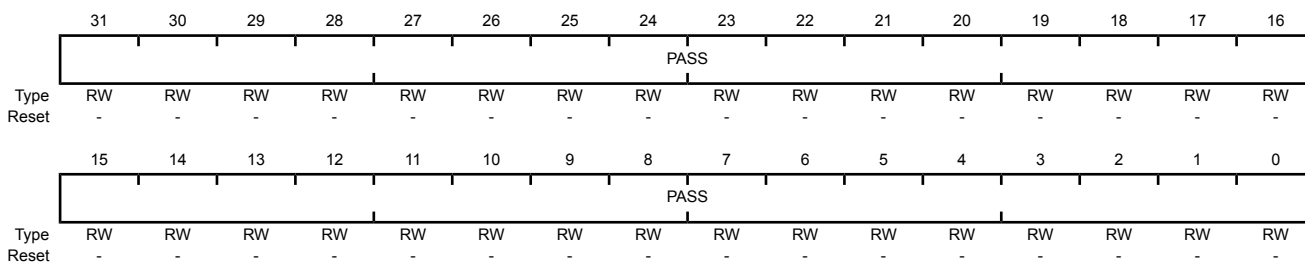 31 30 29 28 27 26 25 24 23 22 21 20 19 18 17 16
PASS
Type RW RW RW RW RW RW RW RW RW RW RW RW RW RW RW RW
Reset - - - - - - - - - - - - - - - -
15 14 13 12 11 10 9 8 7 6 5 4 3 2 1 0
PASS
Type RW RW RW RW RW RW RW RW RW RW RW RW RW RW RW RW
Reset - - - - - - - - - - - - - - - -